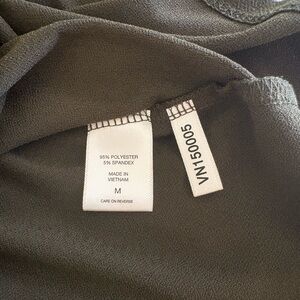 95% POLYESTER
5% SPANDEX
MADE IN
VIETNAM
M
CARE ON REVERSE
VN150005